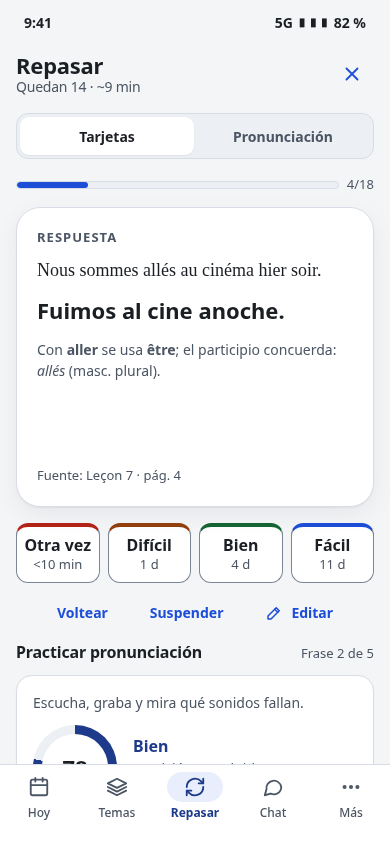 9:41
5G 82 %
Repasar
Quedan 14 · ~9 min
Tarjetas
Pronunciación
4/18
RESPUESTA
Nous sommes allés au cinéma hier soir.
Fuimos al cine anoche.
Con aller se usa être; el participio concuerda:
allés (masc. plural).
Fuente: Leçon 7 · pág. 4
Otra vez
<10 min
Difícil
1 d
Bien
4 d
Fácil
11 d
Voltear
Suspender
Editar
Practicar pronunciación
Frase 2 de 5
Escucha, graba y mira qué sonidos fallan.
Bien
Hoy
Temas
Repasar
Chat
Más